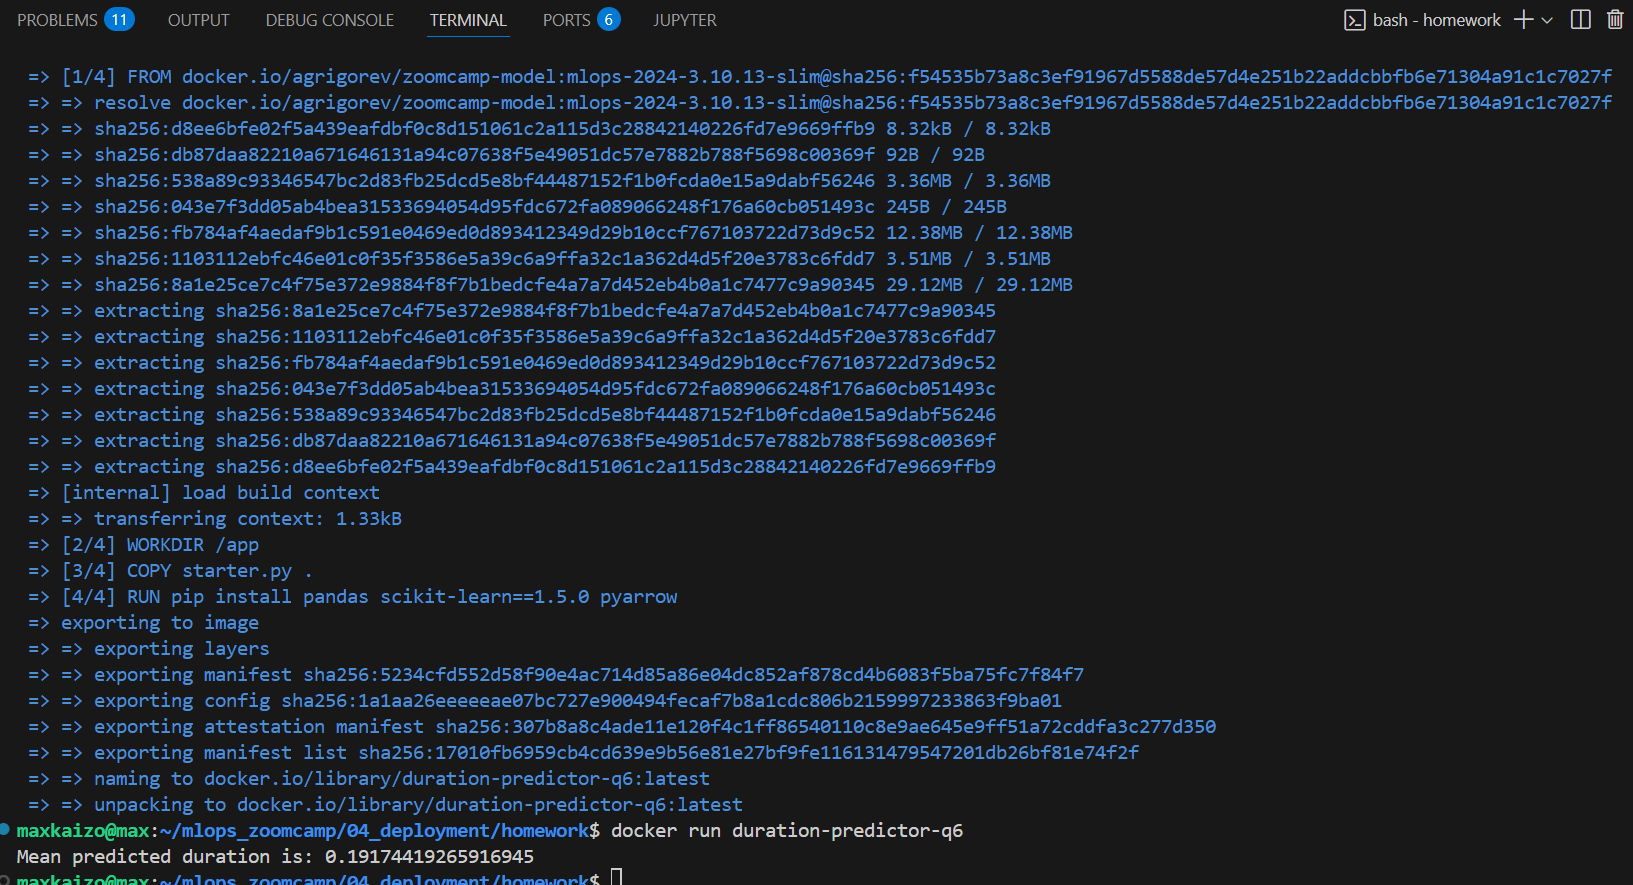 PROBLEMS 11 OUTPUT DEBUG CONSOLE TERMINAL PORTS 6 JUPYTER bash - homework
=> [1/4] FROM docker.io/agrigorev/zoomcamp-model:mlops-2024-3.10.13-slim@sha256:f54535b73a8c3ef91967d5588de57d4e251b22addcbbfb6e71304a91c1c7027f
=> => resolve docker.io/agrigorev/zoomcamp-model:mlops-2024-3.10.13-slim@sha256:f54535b73a8c3ef91967d5588de57d4e251b22addcbbfb6e71304a91c1c7027f
=> => sha256:d8ee6bfe02f5a439eafdbf0c8d151061c2a115d3c28842140226fd7e9669ffb9 8.32kB / 8.32kB
=> => sha256:db87daa82210a671646131a94c07638f5e49051dc57e7882b788f5698c00369f 92B / 92B
=> => sha256:538a89c93346547bc2d83fb25dcd5e8bf44487152f1b0fcda0e15a9dabf56246 3.36MB / 3.36MB
=> => sha256:043e7f3dd05ab4bea31533694054d95fdc672fa089066248f176a60cb051493c 245B / 245B
=> => sha256:fb784af4aedaf9b1c591e0469ed0d893412349d29b10ccf767103722d73d9c52 12.38MB / 12.38MB
=> => sha256:1103112ebfc46e01c0f35f3586e5a39c6a9ffa32c1a362d4d5f20e3783c6fdd7 3.51MB / 3.51MB
=> => sha256:8a1e25ce7c4f75e372e9884f8f7b1bedcfe4a7a7d452eb4b0a1c7477c9a90345 29.12MB / 29.12MB
=> => extracting sha256:8a1e25ce7c4f75e372e9884f8f7b1bedcfe4a7a7d452eb4b0a1c7477c9a90345
=> => extracting sha256:1103112ebfc46e01c0f35f3586e5a39c6a9ffa32c1a362d4d5f20e3783c6fdd7
=> => extracting sha256:fb784af4aedaf9b1c591e0469ed0d893412349d29b10ccf767103722d73d9c52
=> => extracting sha256:043e7f3dd05ab4bea31533694054d95fdc672fa089066248f176a60cb051493c
=> => extracting sha256:538a89c93346547bc2d83fb25dcd5e8bf44487152f1b0fcda0e15a9dabf56246
=> => extracting sha256:db87daa82210a671646131a94c07638f5e49051dc57e7882b788f5698c00369f
=> => extracting sha256:d8ee6bfe02f5a439eafdbf0c8d151061c2a115d3c28842140226fd7e9669ffb9
=> [internal] load build context
=> => transferring context: 1.33kB
=> [2/4] WORKDIR /app
=> [3/4] COPY starter.py .
=> [4/4] RUN pip install pandas scikit-learn==1.5.0 pyarrow
=> exporting to image
=> => exporting layers
=> => exporting manifest sha256:5234cfd552d58f90e4ac714d85a86e04dc852af878cd4b6083f5ba75fc7f84f7
=> => exporting config sha256:1a1aa26eeeeeae07bc727e900494fecaf7b8a1cdc806b2159997233863f9ba01
=> => exporting attestation manifest sha256:307b8a8c4ade11e120f4c1ff86540110c8e9ae645e9ff51a72cddfa3c277d350
=> => exporting manifest list sha256:17010fb6959cb4cd639e9b56e81e27bf9fe116131479547201db26bf81e74f2f
=> => naming to docker.io/library/duration-predictor-q6:latest
=> => unpacking to docker.io/library/duration-predictor-q6:latest
maxkaizo@max:~/mlops_zoomcamp/04_deployment/homework$ docker run duration-predictor-q6
Mean predicted duration is: 0.19174419265916945
maxkaizo@max:~/mlops_zoomcamp/04_deployment/homework$